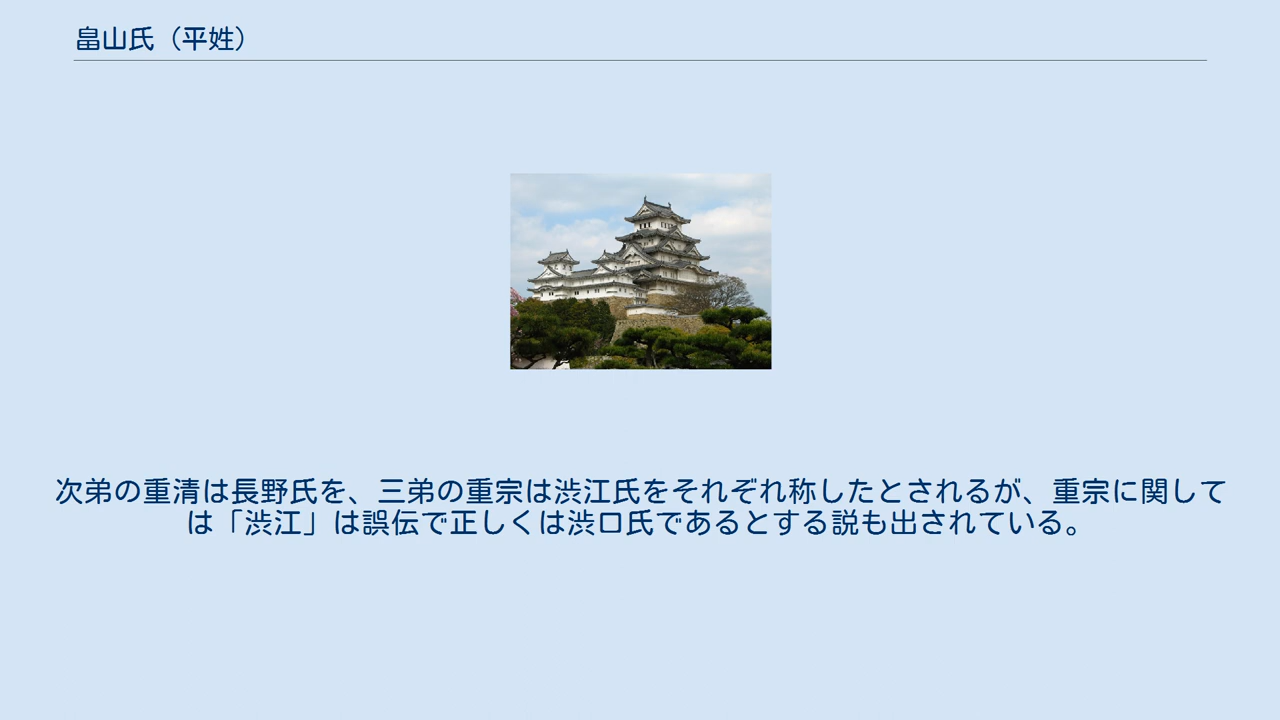 畠山氏（平姓）
次弟の重清は長野氏を、三弟の重宗は渋江氏をそれぞれ称したとされるが、重宗に関して
は「渋江」は誤伝で正しくは渋口氏であるとする説も出されている。